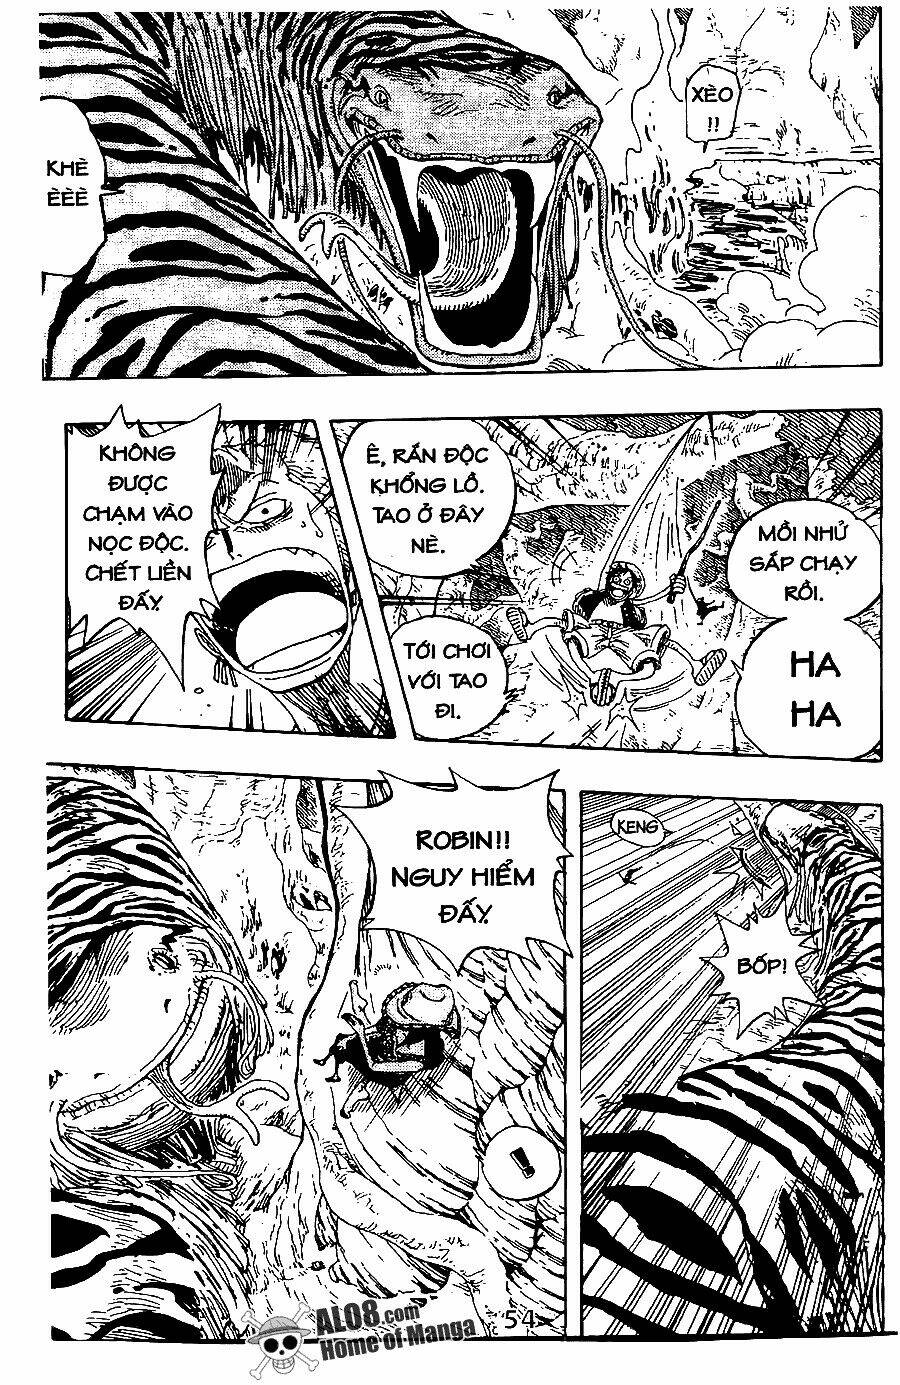 XÈO
!!
KHÈ
ÈÈÈ
KHÔNG
ĐƯỢC
CHẠM VÀO
NỌC ĐỘC.
CHẾT LIỀN
ĐẤY.
Ê, RẮN ĐỘC
KHỔNG LỒ.
TAO Ở ĐÂY
NÈ.
TỚI CHƠI
VỚI TAO
ĐI.
MỒI NHỬ
SẮP CHẠY
RỒI.
HA
HA
ROBIN!!
NGUY HIỂM
ĐẤY.
!!
KENG
BỐP!
ALO8.com
Home of Manga
54